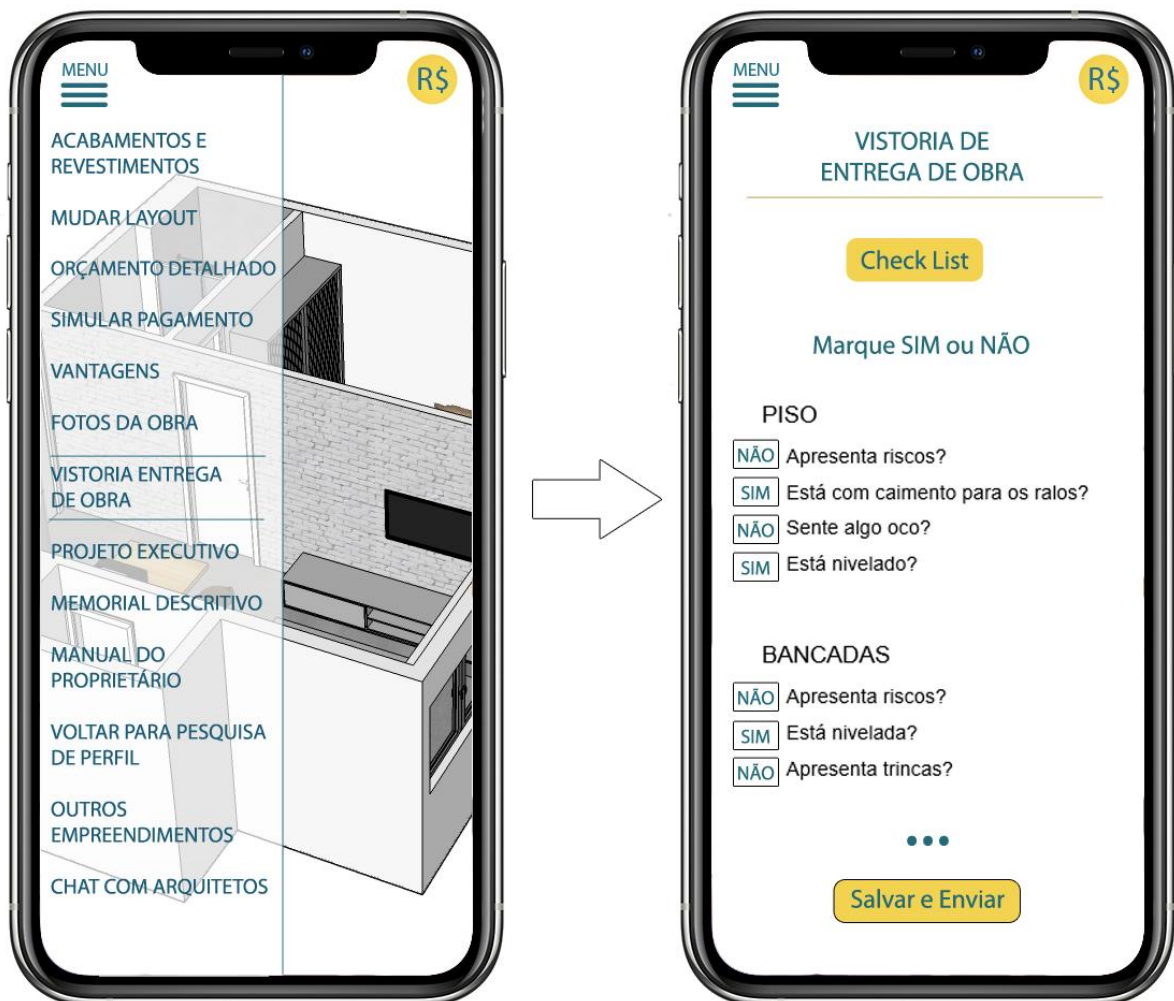 MENU
R$
ACABAMENTOS E
REVESTIMENTOS
MUDAR LAYOUT
ORÇAMENTO DETALHADO
SIMULAR PAGAMENTO
VANTAGENS
FOTOS DA OBRA
VISTORIA ENTREGA
DE OBRA
PROJETO EXECUTIVO
MEMORIAL DESCRITIVO
MANUAL DO
PROPRIETÁRIO
VOLTAR PARA PESQUISA
DE PERFIL
OUTROS
EMPREENDIMENTOS
CHAT COM ARQUITETOS
MENU
R$
VISTORIA DE
ENTREGA DE OBRA
Check List
Marque SIM ou NÃO
PISO
NÃO Apresenta riscos?
SIM Está com caimento para os ralos?
NÃO Sente algo oco?
SIM Está nivelado?
BANCADAS
NÃO Apresenta riscos?
SIM Está nivelada?
NÃO Apresenta trincas?
Salvar e Enviar